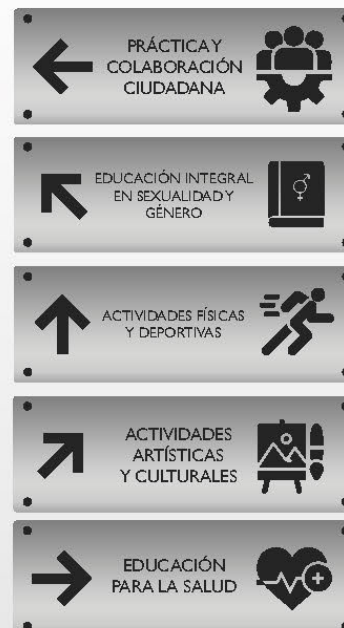 PRÁCTICA Y
COLABORACIÓN
CIUDADANA
EDUCACIÓN INTEGRAL
EN SEXUALIDAD Y
GÉNERO
ACTIVIDADES FÍSICAS
Y DEPORTIVAS
ACTIVIDADES
ARTÍSTICAS
Y CULTURALES
EDUCACIÓN
PARA LA SALUD